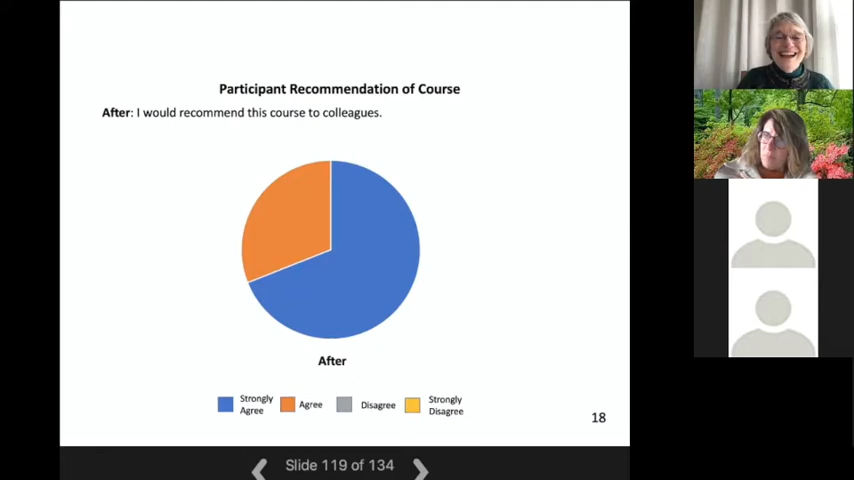 Participant Recommendation of Course
After: I would recommend this course to colleagues.
After
Strongly Agree
Agree
Disagree
Strongly Disagree
18
Slide 119 of 134